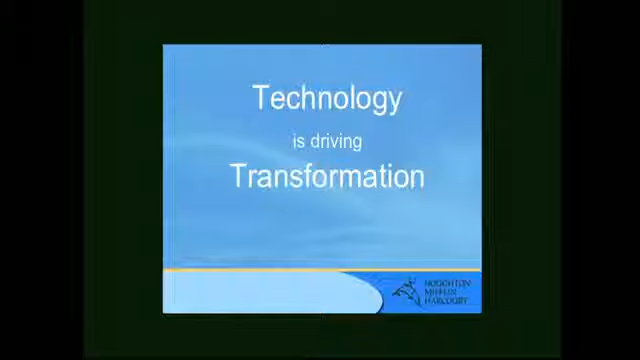 Technology
is driving
Transformation
HOUGHTON
MIFFLIN
HARCOURT